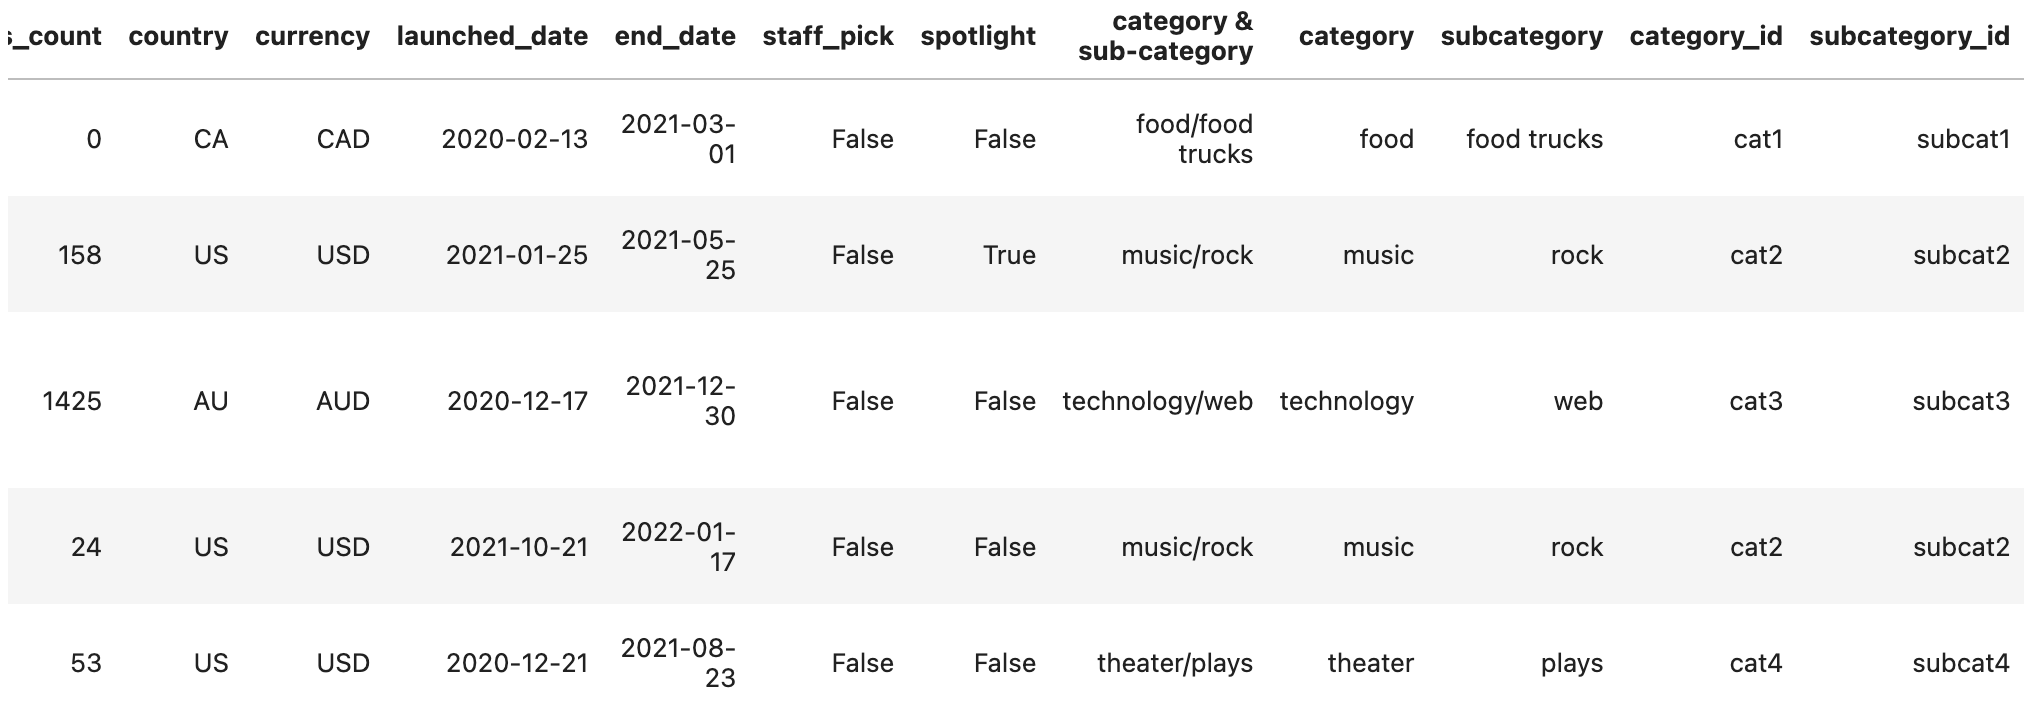 s_count country currency launched_date end_date staff_pick spotlight category & sub-category category subcategory category_id subcategory_id
0 CA CAD 2020-02-13 2021-03-01 False False food/food trucks food food trucks cat1 subcat1
158 US USD 2021-01-25 2021-05-25 False True music/rock music rock cat2 subcat2
1425 AU AUD 2020-12-17 2021-12-30 False False technology/web technology web cat3 subcat3
24 US USD 2021-10-21 2022-01-17 False False music/rock music rock cat2 subcat2
53 US USD 2020-12-21 2021-08-23 False False theater/plays theater plays cat4 subcat4